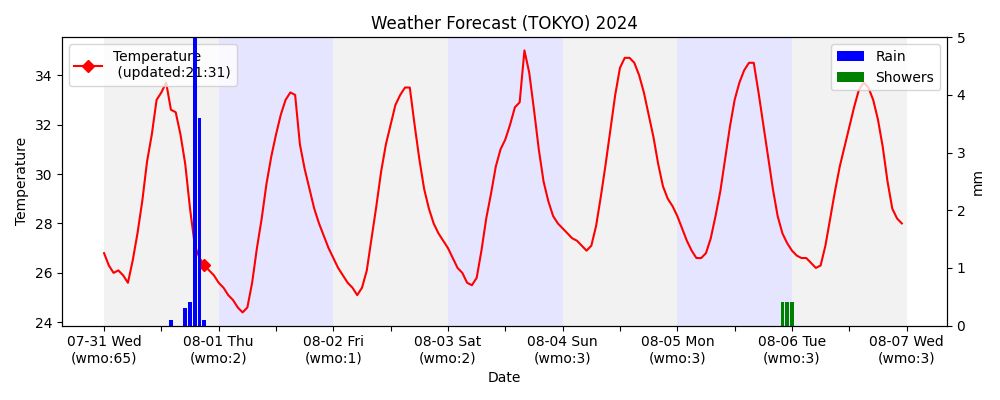 Weather Forecast (TOKYO) 2024
Temperature
(updated:21:31)
Rain
Showers
Temperature
34
32
30
28
26
24
5
4
3
2
1
0
mm
07-31 Wed 08-01 Thu 08-02 Fri 08-03 Sat 08-04 Sun 08-05 Mon 08-06 Tue 08-07 Wed
(wmo:65) (wmo:2) (wmo:1) (wmo:2) (wmo:3) (wmo:3) (wmo:3) (wmo:3)
Date